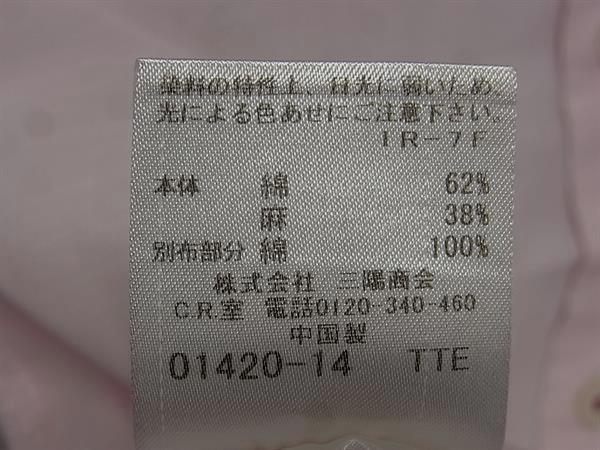 染料の特性上、日光に弱いため、
光による色あせにご注意下さい。
IR-7F
本体 綿 62%
麻 38%
別布部分 綿 100%
株式会社 三陽商会
C.R.室 電話0120-340-460
中国製
01420-14 TTE